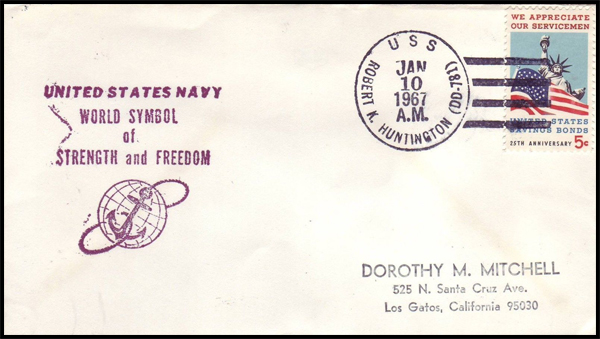 UNITED STATES NAVY
WORLD SYMBOL
of
STRENGTH and FREEDOM
USS
ROBERT K. HUNTINGTON (DD-781)
JAN
10
1967
A.M.
WE APPRECIATE
OUR SERVICEMEN
UNITED STATES
SAVINGS BONDS
25TH ANNIVERSARY 5c
DOROTHY M. MITCHELL
525 N. Santa Cruz Ave.
Los Gatos, California 95030